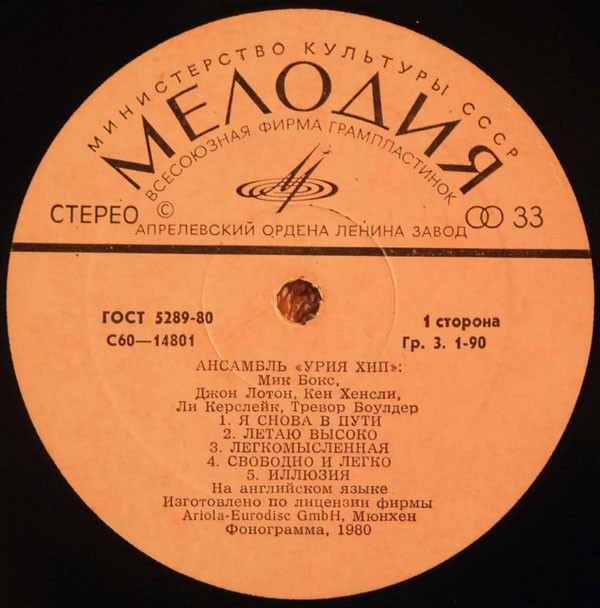 МИНИСТЕРСТВО КУЛЬТУРЫ СССР
МЕЛОДИЯ
ВСЕСОЮЗНАЯ ФИРМА ГРАМПЛАСТИНОК
СТЕРЕО © 33
АПРЕЛЕВСКИЙ ОРДЕНА ЛЕНИНА ЗАВОД
ГОСТ 5289-80
С60—14801
1 сторона
Гр. 3. 1-90
АНСАМБЛЬ «УРИЯ ХИП»:
Мик Бокс,
Джон Лотон, Кен Хенсли,
Ли Керслейк, Тревор Боулдер
1. Я СНОВА В ПУТИ
2. ЛЕТАЮ ВЫСОКО
3. ЛЕГКОМЫСЛЕННАЯ
4. СВОБОДНО И ЛЕГКО
5. ИЛЛЮЗИЯ
На английском языке
Изготовлено по лицензии фирмы
Ariola-Eurodisc GmbH, Мюнхен
Фонограмма, 1980